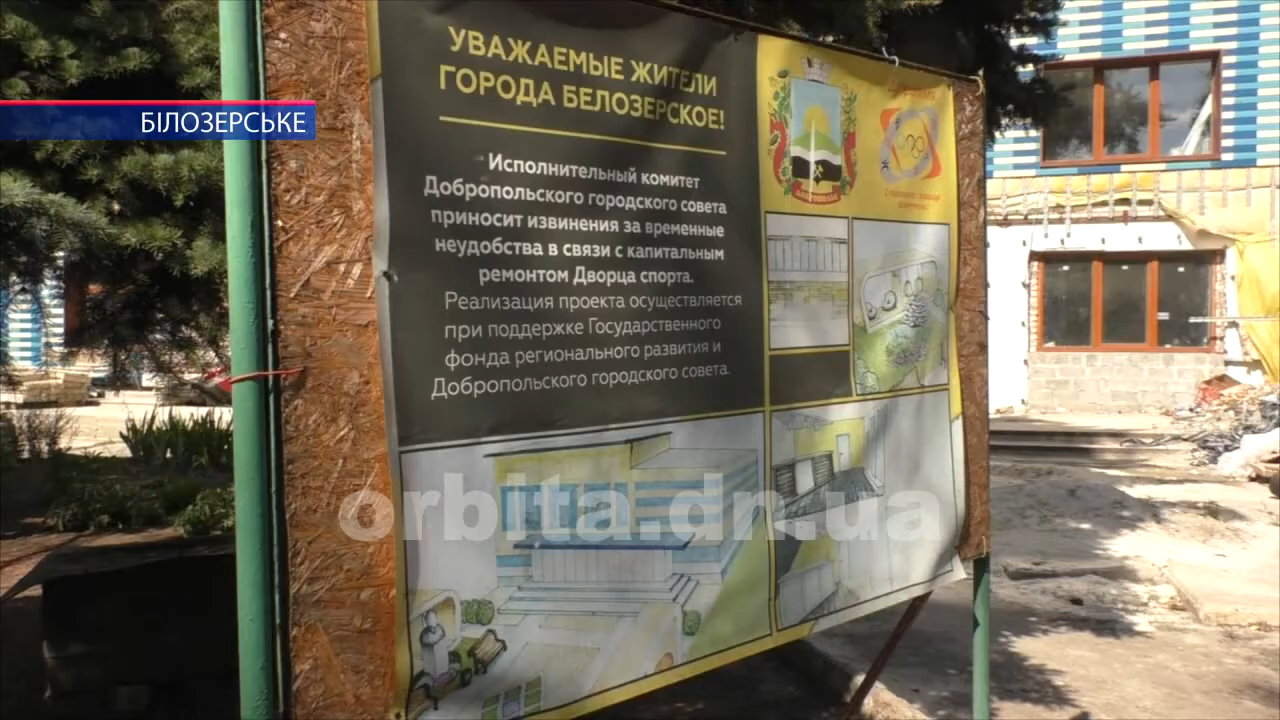 БІЛОЗЕРСЬКЕ
УВАЖАЕМЫЕ ЖИТЕЛИ
ГОРОДА БЕЛОЗЕРСКОЕ!
Исполнительный комитет
Добропольского городского совета
приносит извинения за временные
неудобства в связи с капитальным
ремонтом Дворца спорта.
Реализация проекта осуществляется
при поддержке Государственного
фонда регионального развития и
Добропольского городского совета.
orbita.dn.ua